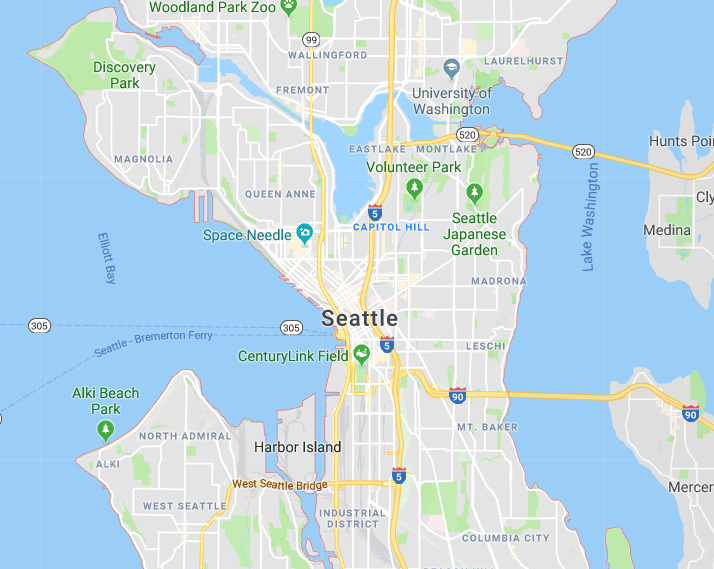 Woodland Park Zoo
99
WALLINGFORD
LAURELHURST
Discovery
Park
FREMONT
University of
Washington
520
520
Hunts Poin
EASTLAKE
MONTLAKE
MAGNOLIA
Volunteer Park
QUEEN ANNE
Cly
5
CAPITOL HILL
Seattle
Japanese
Garden
Space Needle
Medina
Lake Washington
Elliott Bay
MADRONA
305
305
Seattle
Seattle - Bremerton Ferry
5
LESCHI
CenturyLink Field
Alki Beach
Park
90
90
NORTH ADMIRAL
MT. BAKER
Harbor Island
ALKI
5
West Seattle Bridge
Mercer
WEST SEATTLE
INDUSTRIAL
DISTRICT
COLUMBIA CITY